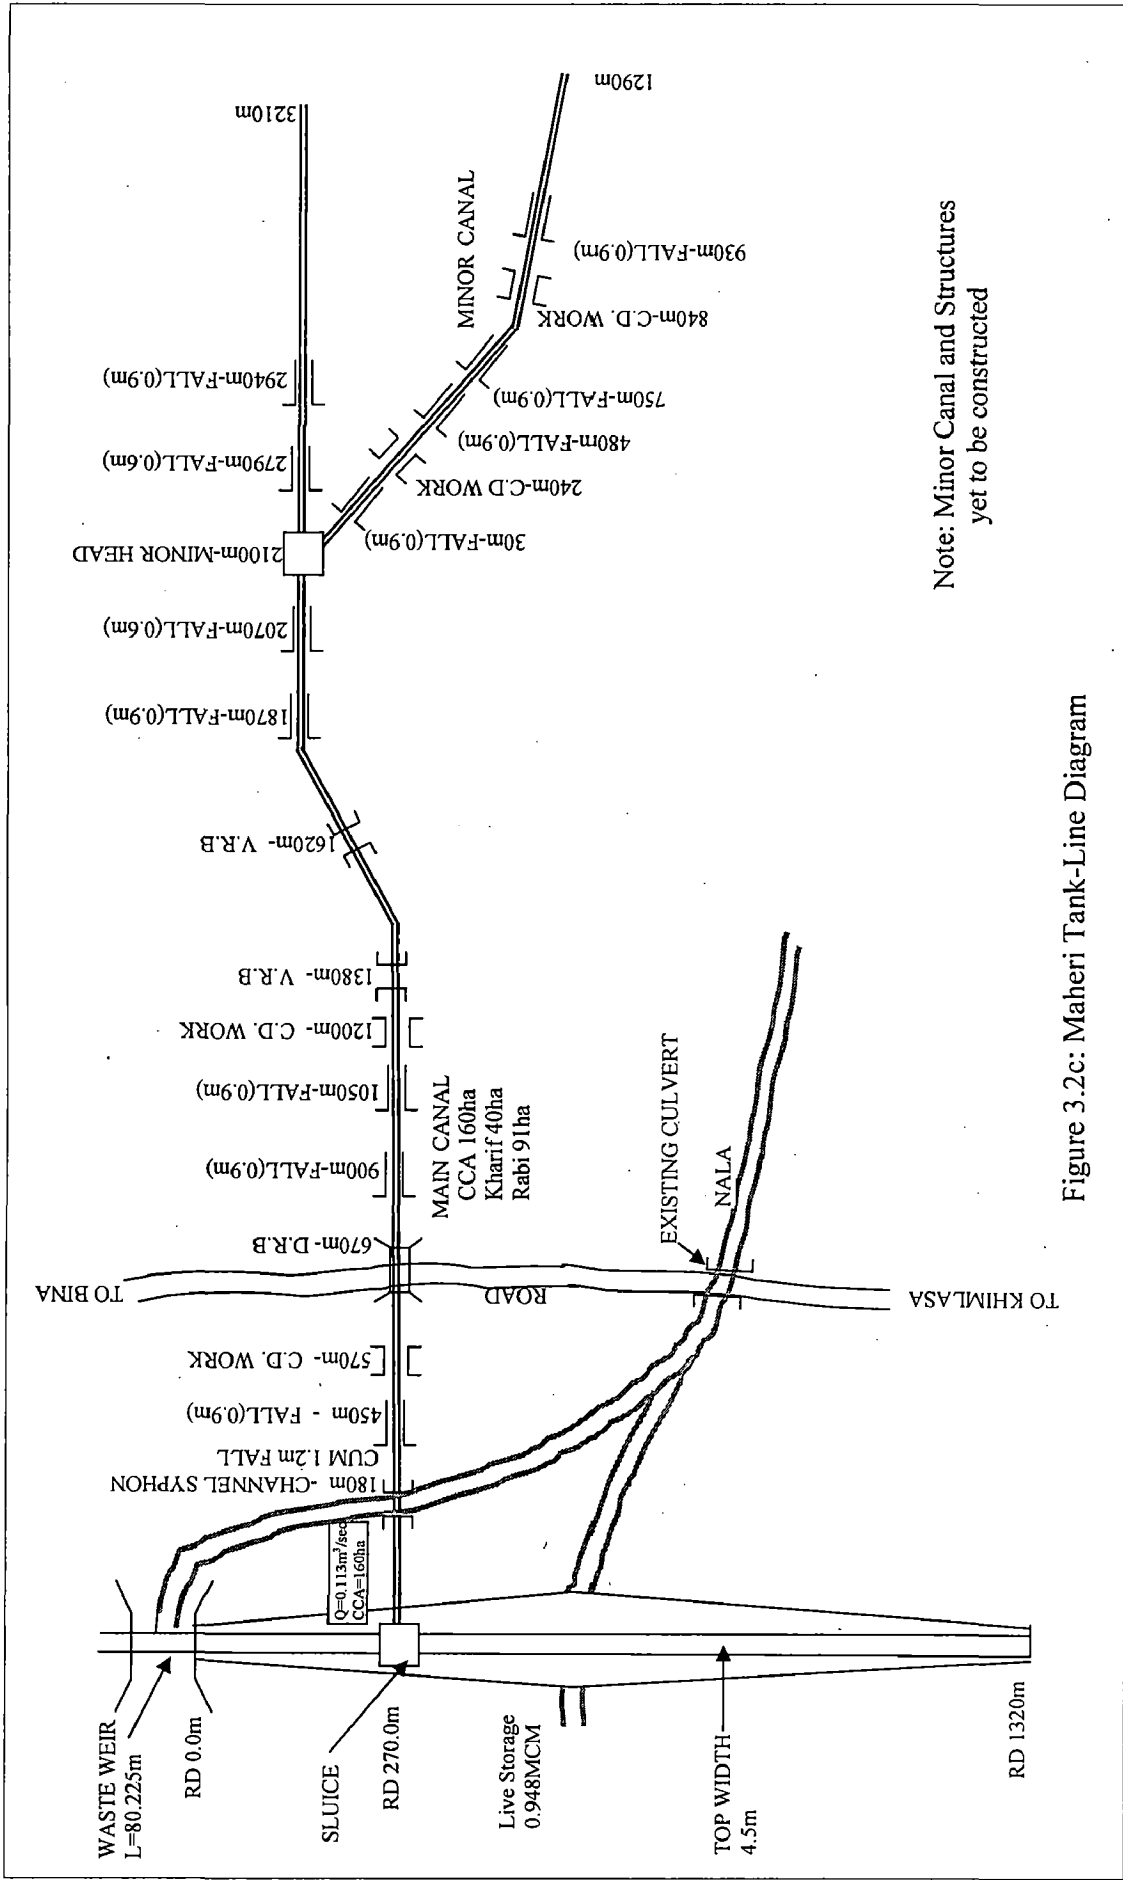 WASTE WEIR
L=80.225m
RD 0.0m
SLUICE
RD 270.0m
Live Storage
0.948MCM
TOP WIDTH
4.5m
RD 1320m
Q=0.113m³/sec
CCA=160ha
180m -CHANNEL SYPHON
CUM 1.2m FALL
450m - FALL(0.9m)
570m- C.D. WORK
TO BINA
ROAD
TO KHIMLASA
670m-D.R.B
EXISTING CULVERT
NALA
MAIN CANAL
CCA 160ha
Kharif 40ha
Rabi 91ha
900m-FALL(0.9m)
1050m-FALL(0.9m)
1200m- C.D. WORK
1380m- V.R.B
1620m- V.R.B
1870m-FALL(0.9m)
2070m-FALL(0.6m)
2100m-MINOR HEAD
2790m-FALL(0.6m)
2940m-FALL(0.9m)
3210m
30m-FALL(0.9m)
240m-C.D WORK
480m-FALL(0.9m)
750m-FALL(0.9m)
840m-C.D. WORK
930m-FALL(0.9m)
MINOR CANAL
1290m
Note: Minor Canal and Structures
yet to be constructed
Figure 3.2c: Maheri Tank-Line Diagram